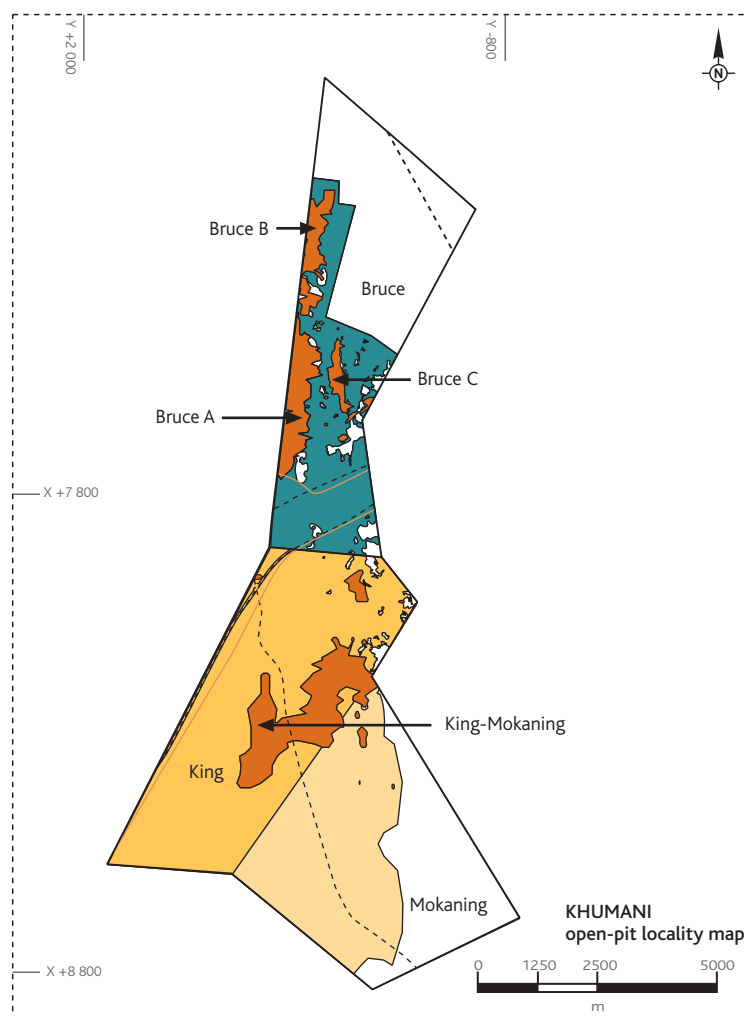 Y +2 000
Y -800
N
Bruce B
Bruce
Bruce C
Bruce A
X +7 800
King-Mokaning
King
Mokaning
KHUMANI
open-pit locality map
0 1250 2500 5000
m
X +8 800